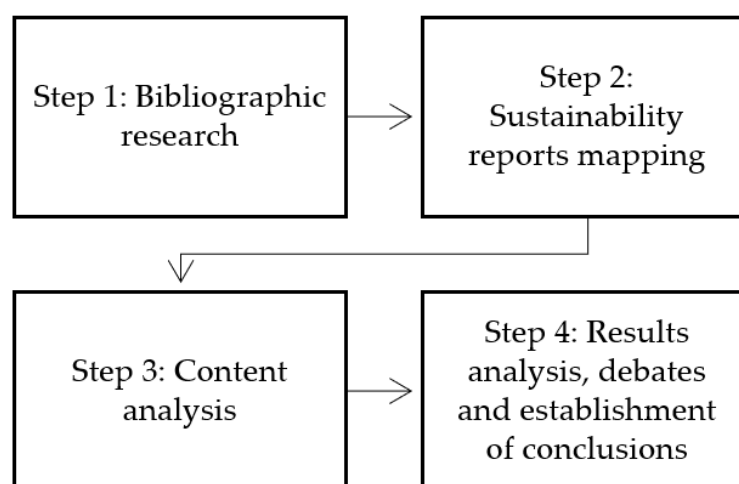 Step 1: Bibliographic
research
Step 2:
Sustainability
reports mapping
Step 3: Content
analysis
Step 4: Results
analysis, debates
and establishment
of conclusions